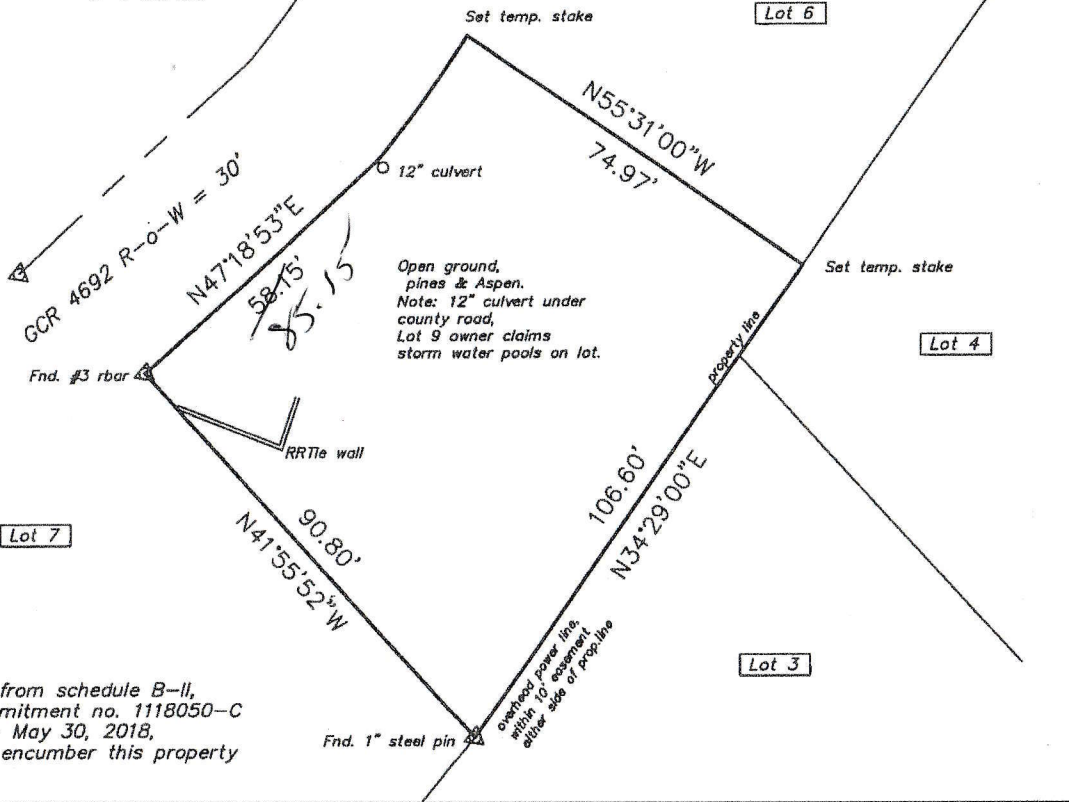 Set temp. stake
Lot 6
N55°31'00"W
74.97'
12" culvert
GCR 4692 R-o-W = 30'
N47°18'53"E
58.15'
85.15
Open ground,
pines & Aspen.
Note: 12" culvert under
county road,
Lot 9 owner claims
storm water pools on lot.
Set temp. stake
property line
Lot 4
Fnd. #3 rbar
RRTie wall
106.60'
N34°29'00"E
90.80'
N41°55'52"W
Lot 7
overhead power line,
within 10' easement
either side of prop.line
Lot 3
from schedule B-II,
mitment no. 1118050-C
May 30, 2018,
encumber this property
Fnd. 1" steel pin